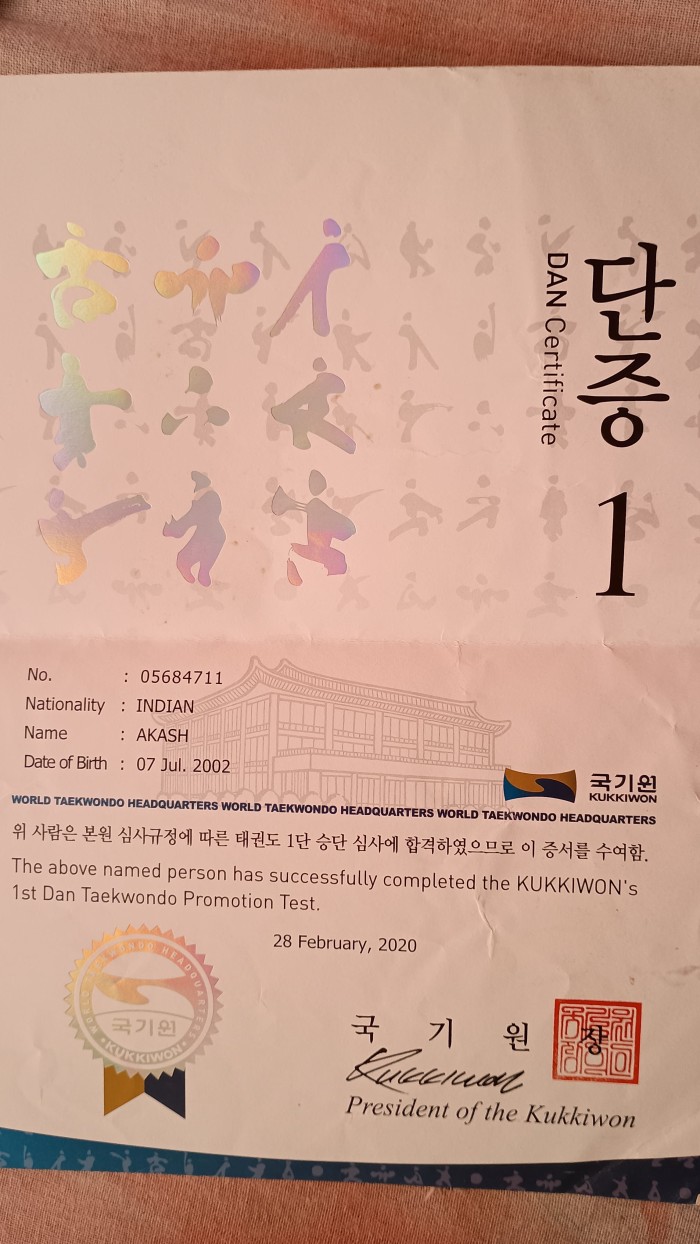 단증 1
DAN Certificate
No. : 05684711
Nationality : INDIAN
Name : AKASH
Date of Birth : 07 Jul. 2002
국기원
KUKKIWON
WORLD TAEKWONDO HEADQUARTERS WORLD TAEKWONDO HEADQUARTERS WORLD TAEKWONDO HEADQUARTERS
위 사람은 본원 심사규정에 따른 태권도 1단 승단 심사에 합격하였으므로 이 증서를 수여함.
The above named person has successfully completed the KUKKIWON's
1st Dan Taekwondo Promotion Test.
28 February, 2020
WORLD TAEKWONDO HEADQUARTERS
국기원
KUKKIWON
국 기 원 장
Kukkiwon
President of the Kukkiwon